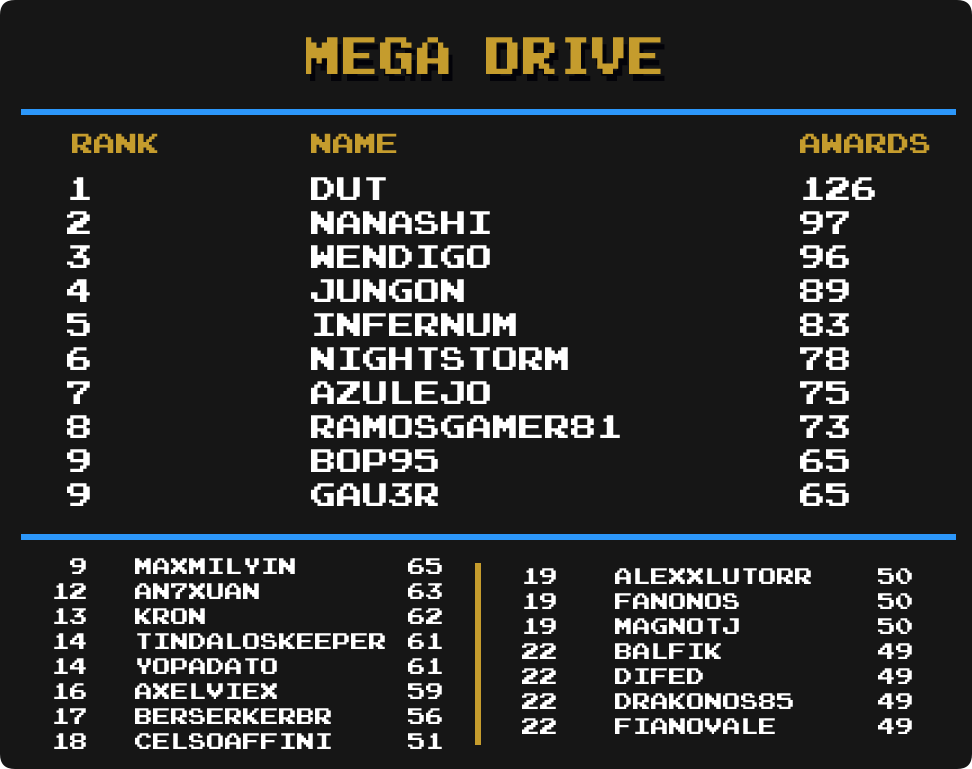 MEGA DRIVE
RANK NAME AWARDS
1 DUT 126
2 NANASHI 97
3 WENDIGO 96
4 JUNGON 89
5 INFERNUM 83
6 NIGHTSTORM 78
7 AZULEJO 75
8 RAMOSGAMER81 73
9 BOP95 65
9 GAU3R 65
9 MAXMILYIN 65
12 AN7XUAN 63
13 KRON 62
14 TINDALOSKEEPER 61
14 YOPADATO 61
16 AXELVIEX 59
17 BERSERKERBR 56
18 CELSOAFFINI 51
19 ALEXXLUTORR 50
19 FANONOS 50
19 MAGNOTJ 50
22 BALFIK 49
22 DIFED 49
22 DRAKONOS85 49
22 FIANOVALE 49